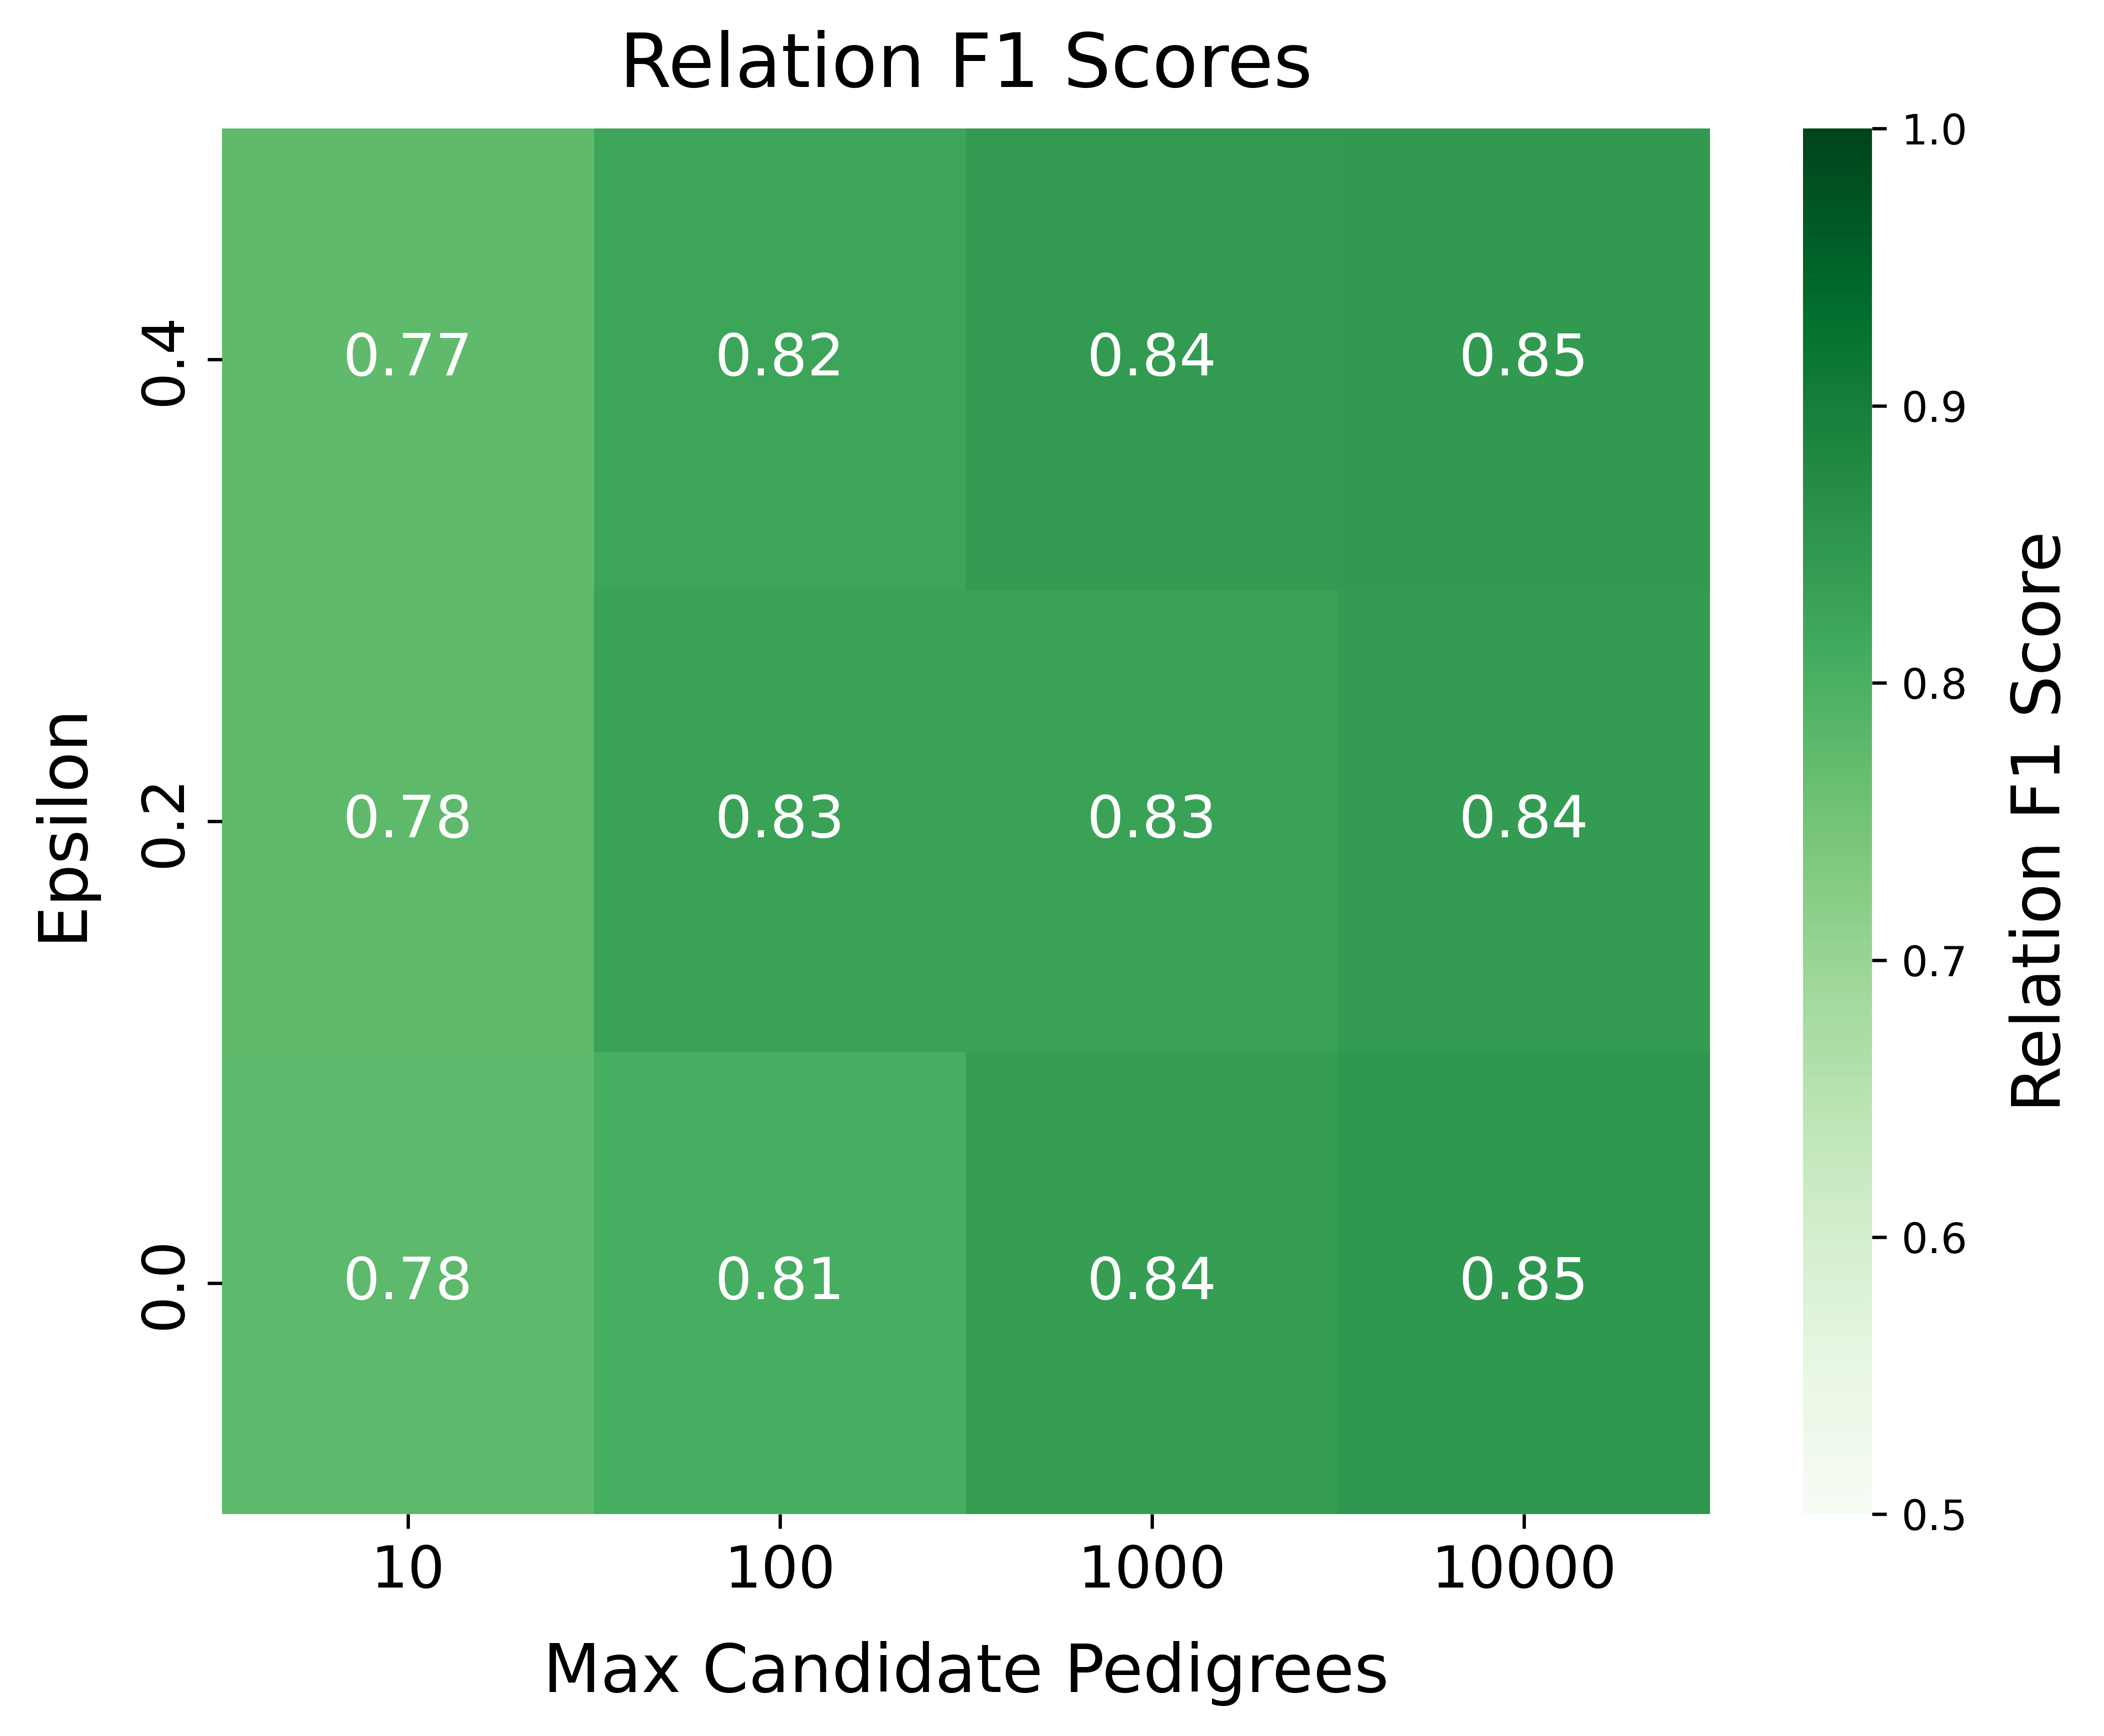 Relation F1 Scores
0.4
0.77 0.82 0.84 0.85
0.2
0.78 0.83 0.83 0.84
0.0
0.78 0.81 0.84 0.85
Epsilon
10 100 1000 10000
Max Candidate Pedigrees
1.0
0.9
0.8
0.7
0.6
0.5
Relation F1 Score